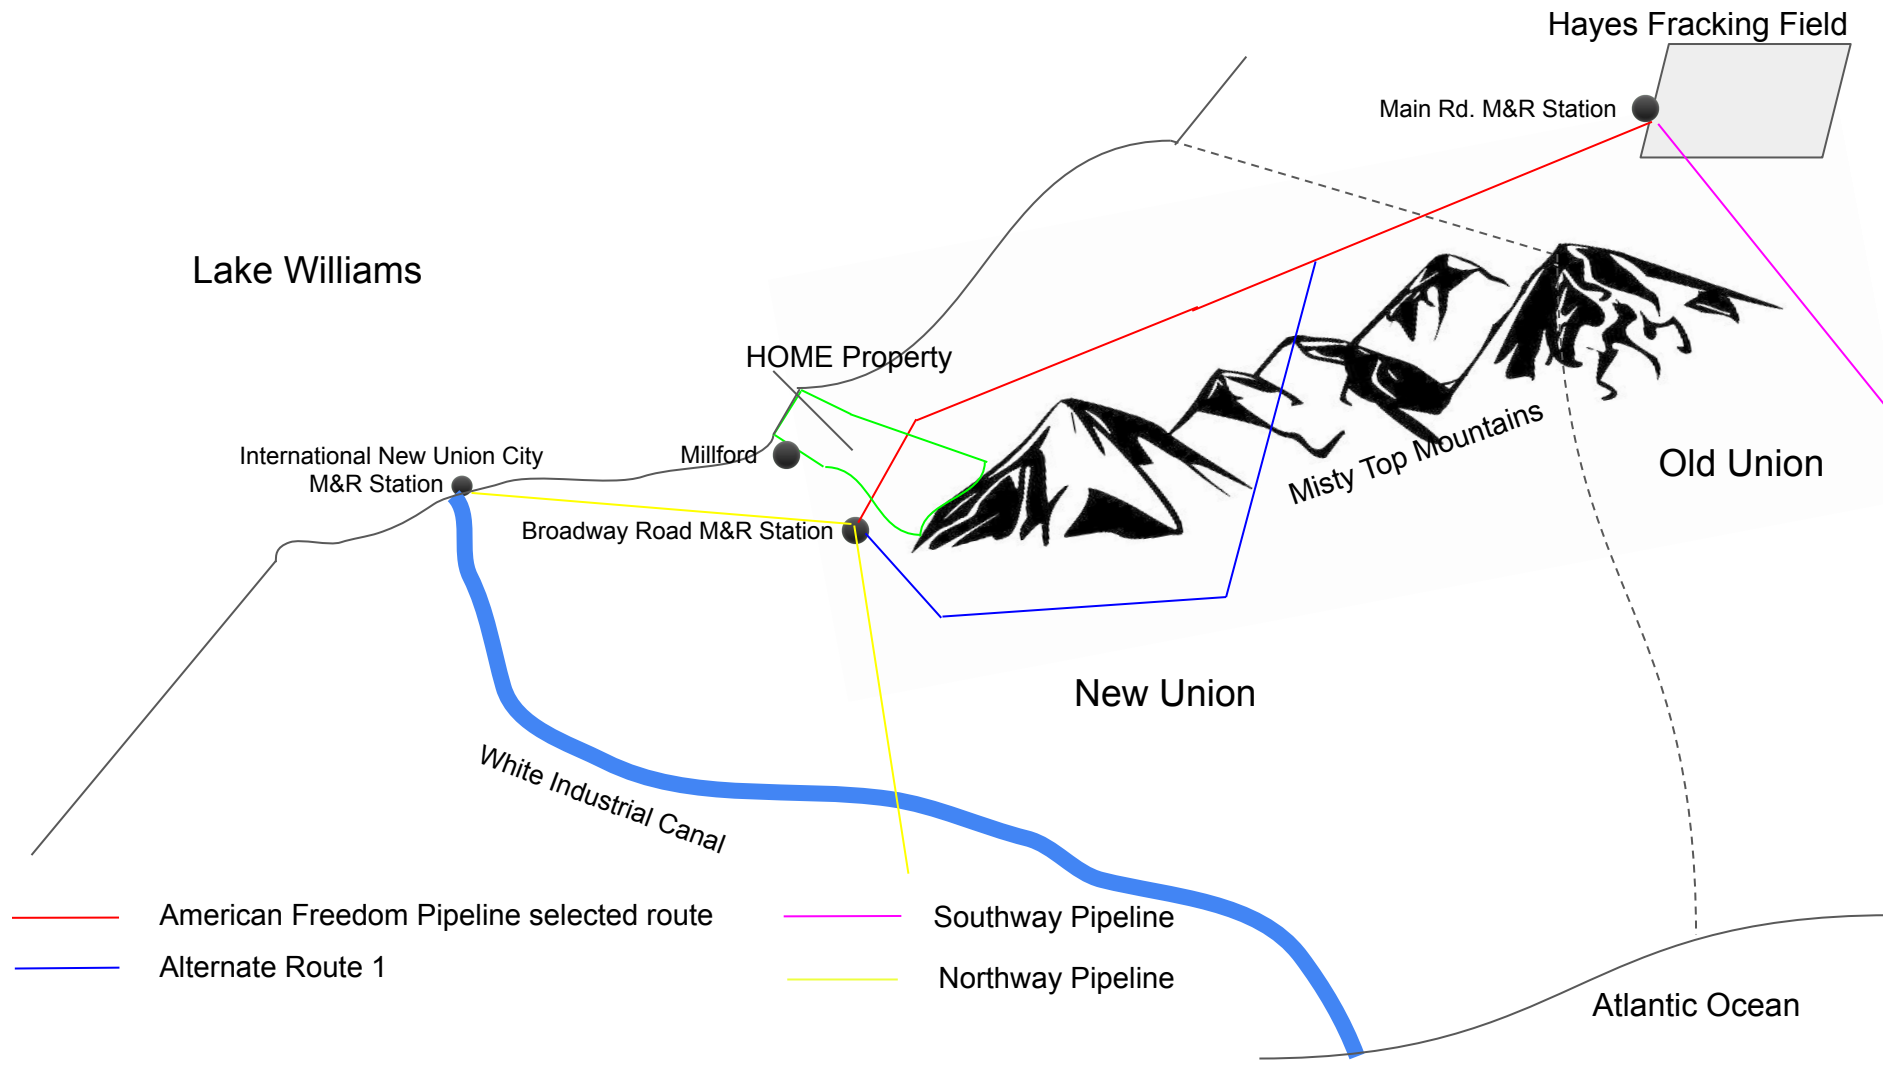 Hayes Fracking Field
Main Rd. M&R Station
Lake Williams
HOME Property
Misty Top Mountains
Old Union
International New Union City
M&R Station
Millford
Broadway Road M&R Station
New Union
White Industrial Canal
American Freedom Pipeline selected route
Alternate Route 1
Southway Pipeline
Northway Pipeline
Atlantic Ocean